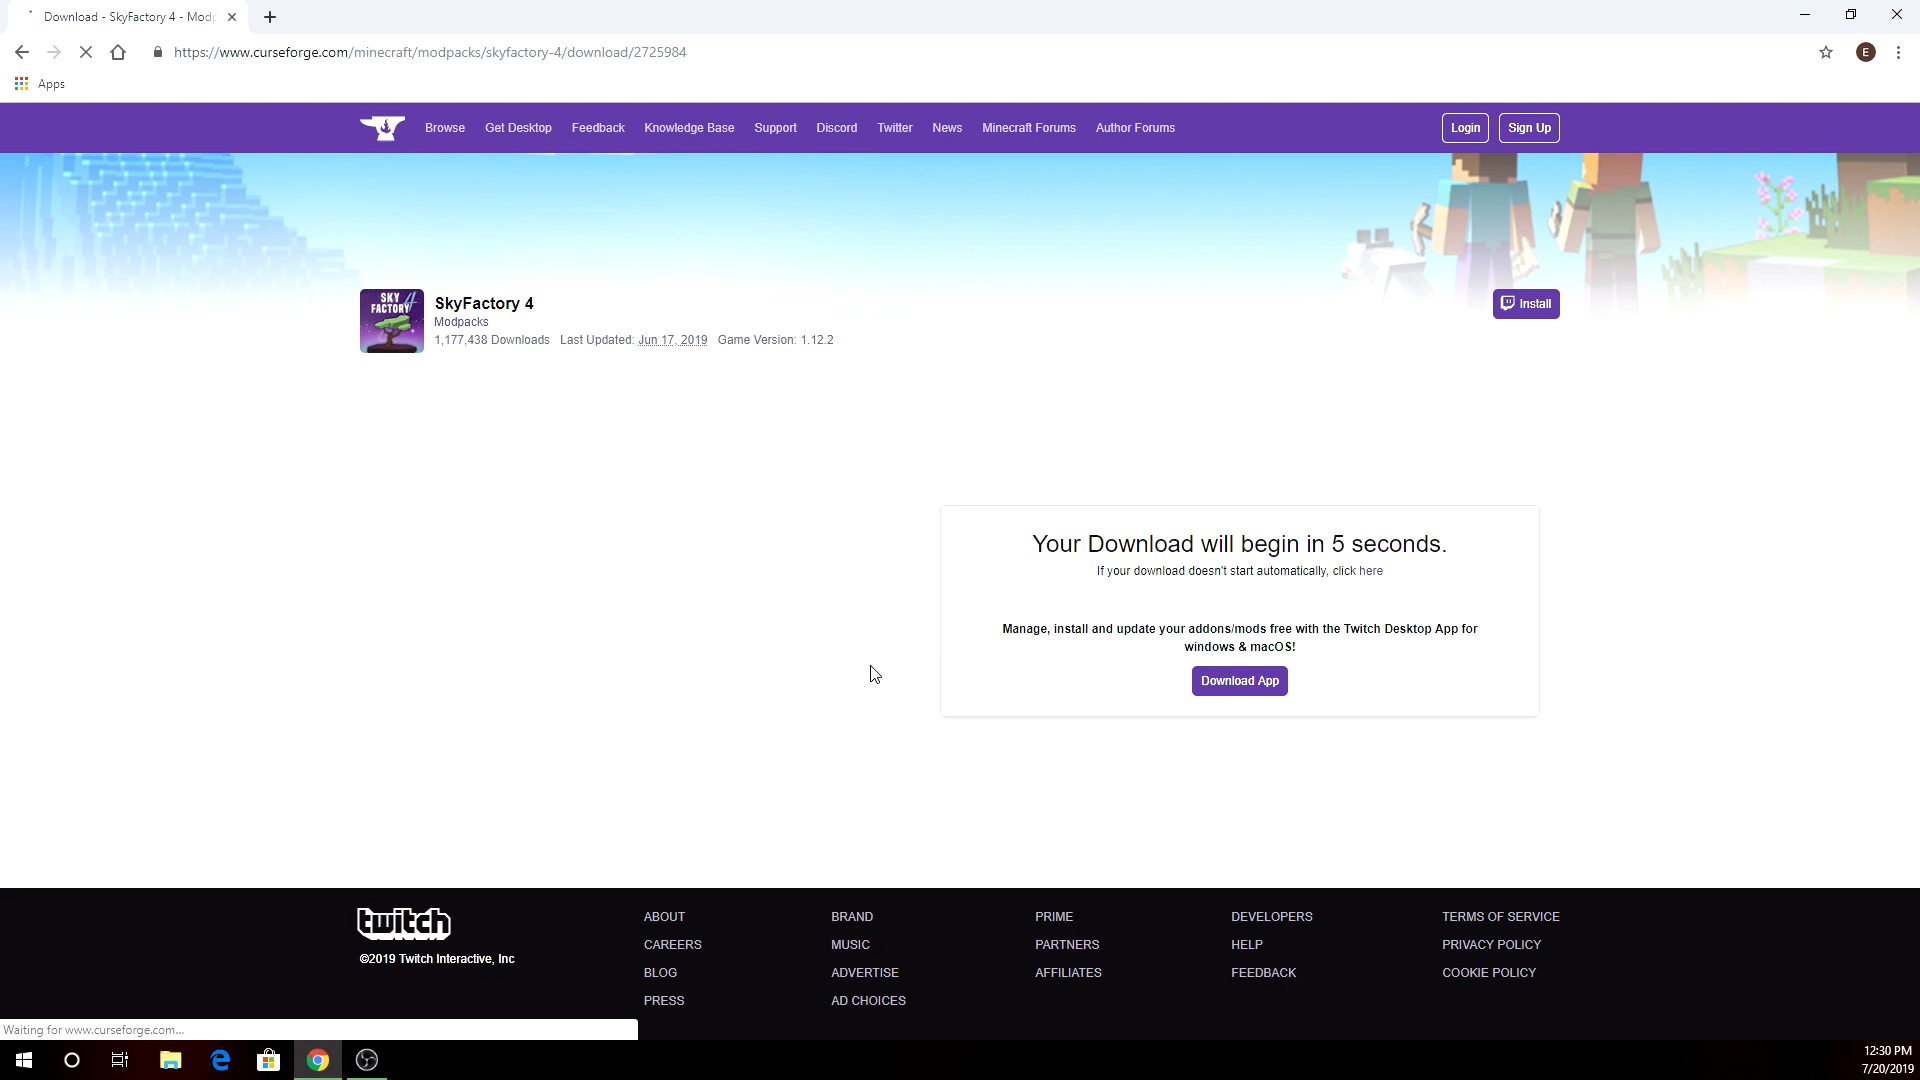 Download - SkyFactory 4 - Modp
https://www.curseforge.com/minecraft/modpacks/skyfactory-4/download/2725984
E
Apps
Browse Get Desktop Feedback Knowledge Base Support Discord Twitter News Minecraft Forums Author Forums
Login Sign Up
SKY FACTORY 4
SkyFactory 4
Install
Modpacks
1,177,438 Downloads Last Updated: Jun 17, 2019 Game Version: 1.12.2
Your Download will begin in 5 seconds.
If your download doesn't start automatically, click here
Manage, install and update your addons/mods free with the Twitch Desktop App for
windows & macOS!
Download App
twitch
©2019 Twitch Interactive, Inc
ABOUT BRAND PRIME DEVELOPERS TERMS OF SERVICE
CAREERS MUSIC PARTNERS HELP PRIVACY POLICY
BLOG ADVERTISE AFFILIATES FEEDBACK COOKIE POLICY
PRESS AD CHOICES
Waiting for www.curseforge.com...
12:30 PM
7/20/2019